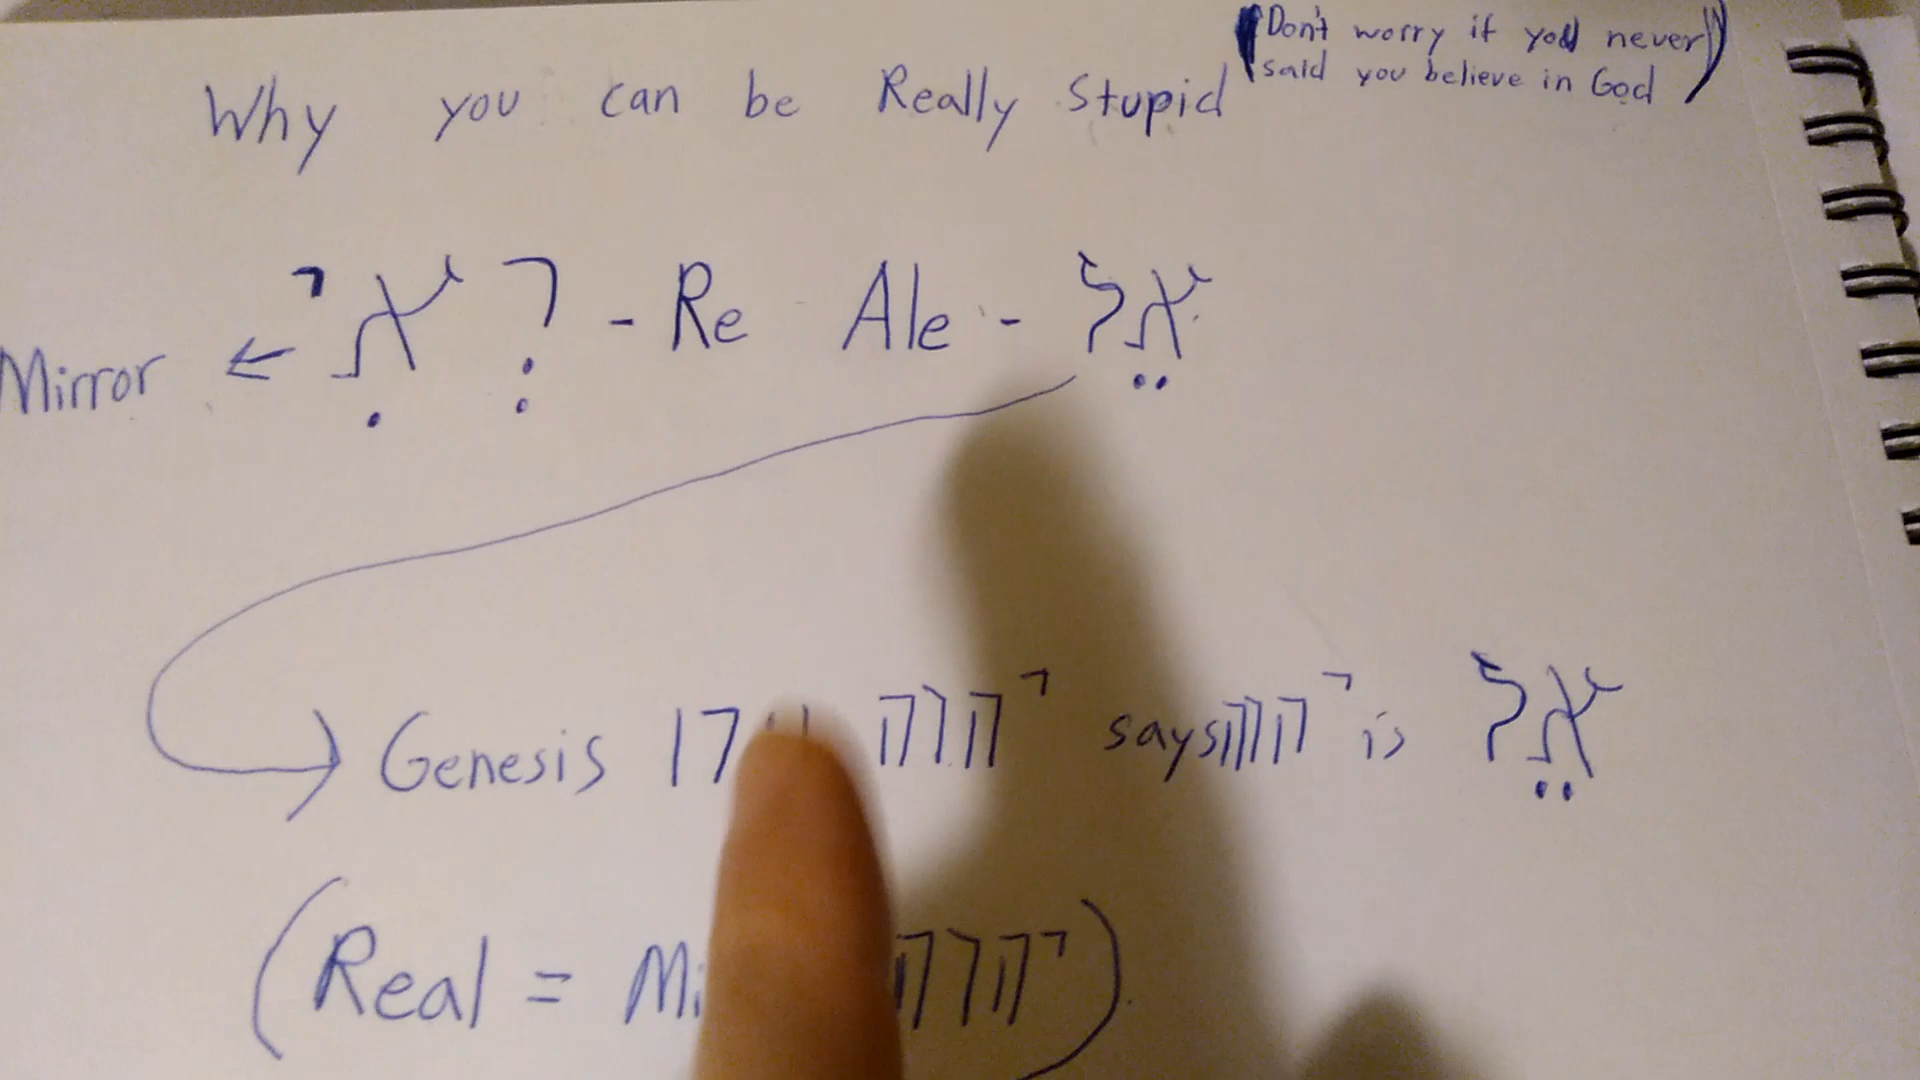 Why you can be Really Stupid (Don't worry if you never
said you believe in God)
Mirror ← רְאִי - Re Ale - אֵל
Genesis 17 יהוה says יהוה is אֵל
(Real = יהוה)